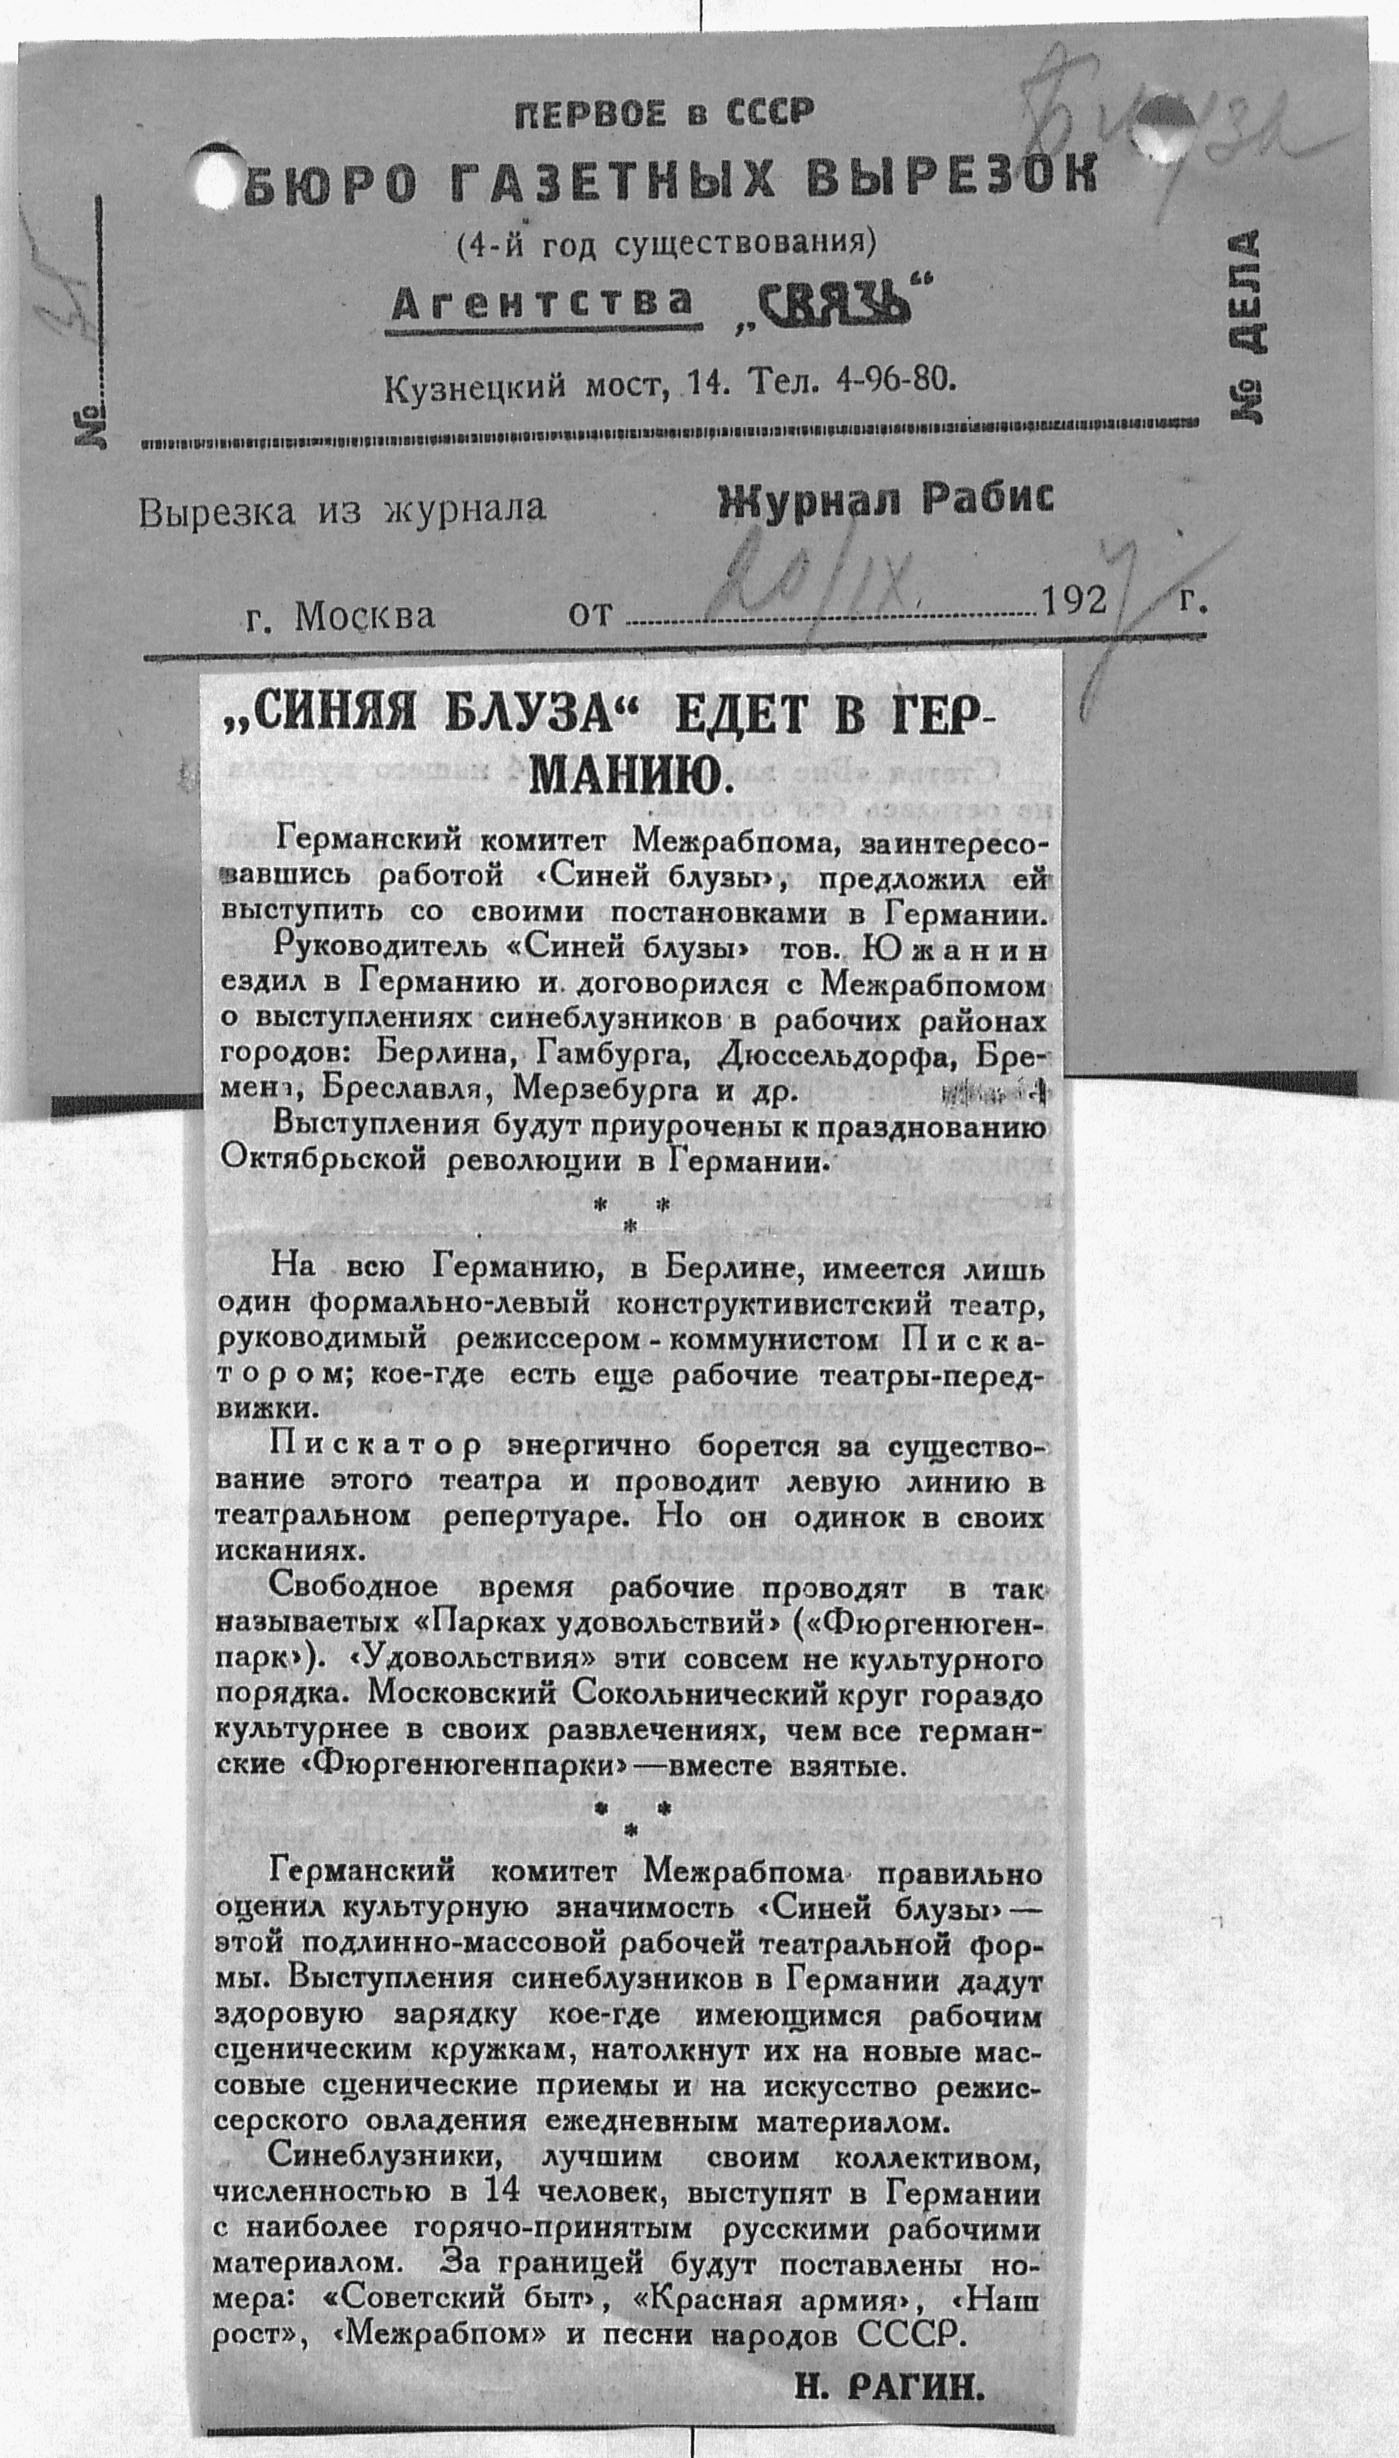 Блуза
ПЕРВОЕ в СССР
БЮРО ГАЗЕТНЫХ ВЫРЕЗОК
(4-й год существования)
Агентства „СВЯЗЬ“
Кузнецкий мост, 14. Тел. 4-96-80.
№
№ ДЕЛА
Вырезка из журнала Журнал Рабис
г. Москва от 20/IX. 1927 г.
„СИНЯЯ БЛУЗА“ ЕДЕТ В ГЕР-
МАНИЮ.
Германский комитет Межрабпома, заинтересо-
вавшись работой «Синей блузы», предложил ей
выступить со своими постановками в Германии.
Руководитель «Синей блузы» тов. Южанин
ездил в Германию и договорился с Межрабпомом
о выступлениях синеблузников в рабочих районах
городов: Берлина, Гамбурга, Дюссельдорфа, Бре-
мена, Бреславля, Мерзебурга и др.
Выступления будут приурочены к празднованию
Октябрьской революции в Германии.
* *
*
На всю Германию, в Берлине, имеется лишь
один формально-левый конструктивистский театр,
руководимый режиссером-коммунистом Писка-
тором; кое-где есть еще рабочие театры-перед-
вижки.
Пискатор энергично борется за существо-
вание этого театра и проводит левую линию в
театральном репертуаре. Но он одинок в своих
исканиях.
Свободное время рабочие проводят в так
называетых «Парках удовольствий» («Фюргенюген-
парк»). «Удовольствия» эти совсем не культурного
порядка. Московский Сокольнический круг гораздо
культурнее в своих развлечениях, чем все герман-
ские «Фюргенюгенпарки»—вместе взятые.
* *
*
Германский комитет Межрабпома правильно
оценил культурную значимость «Синей блузы»—
этой подлинно-массовой рабочей театральной фор-
мы. Выступления синеблузников в Германии дадут
здоровую зарядку кое-где имеющимся рабочим
сценическим кружкам, натолкнут их на новые мас-
совые сценические приемы и на искусство режис-
серского овладения ежедневным материалом.
Синеблузники, лучшим своим коллективом,
численностью в 14 человек, выступят в Германии
с наиболее горячо-принятым русскими рабочими
материалом. За границей будут поставлены но-
мера: «Советский быт», «Красная армия», «Наш
рост», «Межрабпом» и песни народов СССР.
Н. РАГИН.